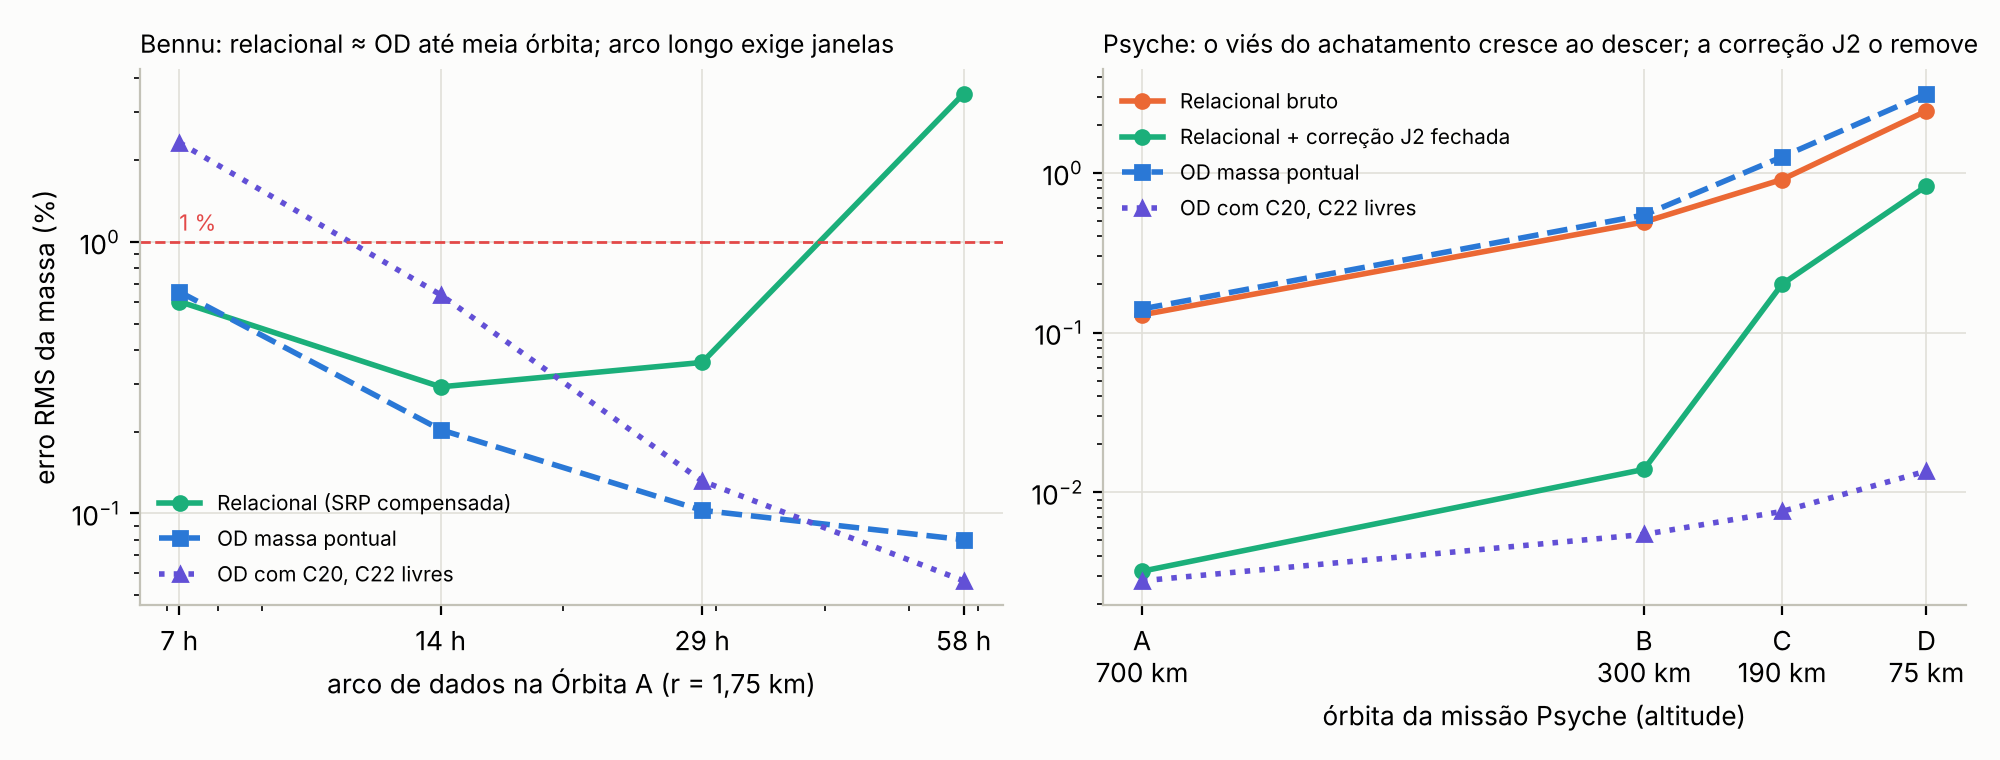 Bennu: relacional ≈ OD até meia órbita; arco longo exige janelas
erro RMS da massa (%)
10⁰
10⁻¹
1 %
Relacional (SRP compensada)
OD massa pontual
OD com C20, C22 livres
7 h
14 h
29 h
58 h
arco de dados na Órbita A (r = 1,75 km)
Psyche: o viés do achatamento cresce ao descer; a correção J2 o remove
10⁰
10⁻¹
10⁻²
Relacional bruto
Relacional + correção J2 fechada
OD massa pontual
OD com C20, C22 livres
A
700 km
B
300 km
C
190 km
D
75 km
órbita da missão Psyche (altitude)